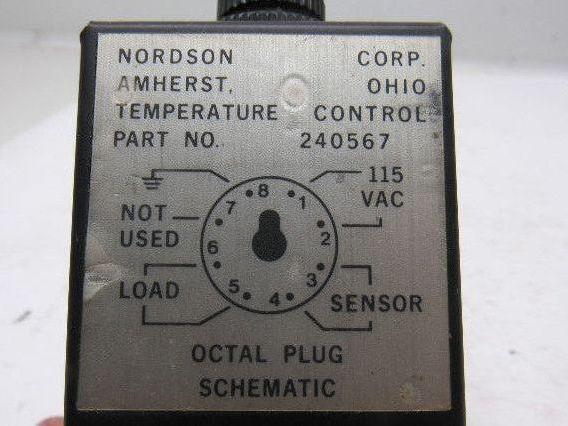 NORDSON CORP.
AMHERST, OHIO
TEMPERATURE CONTROL
PART NO. 240567
115
VAC
8
1
7
2
NOT
USED
6
3
LOAD
5
4
SENSOR
OCTAL PLUG
SCHEMATIC